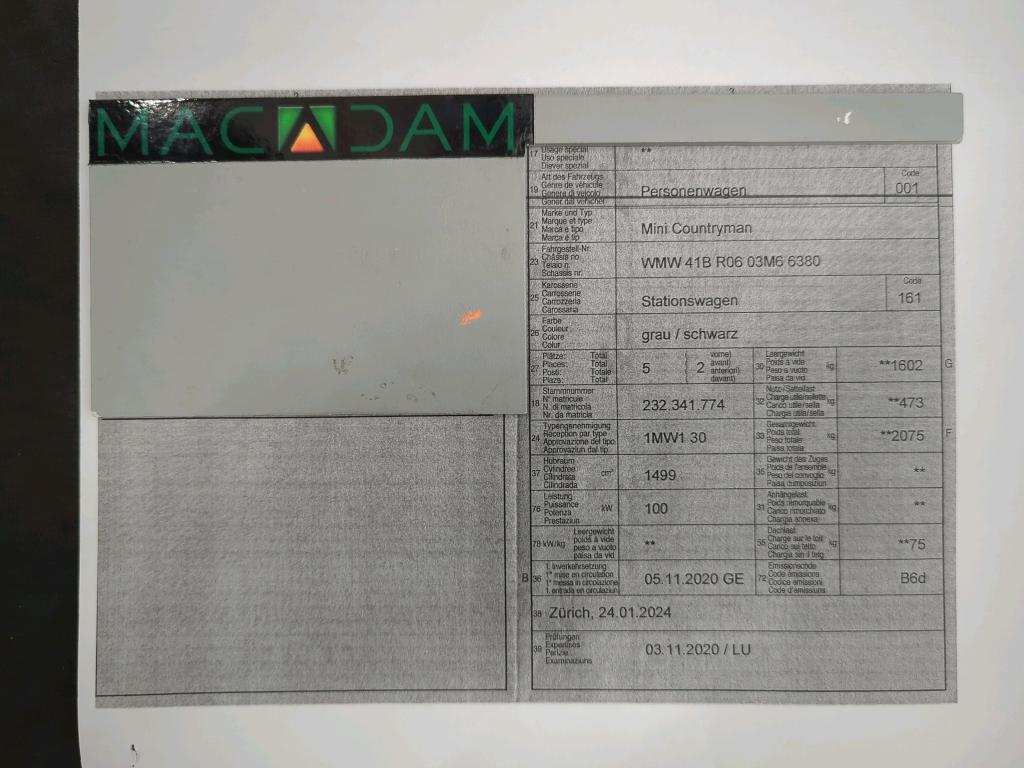 MACADAM
3
17 Usage spécial **
Uso speciale
Diever spezial
19 Art des Fahrzeugs Personenwagen Code 001
Genre de véhicule
Genere di veicolo
Gener dal vehichel
21 Marke und Typ Mini Countryman
Marque et type
Marca e tipo
Marca e tip
23 Fahrgestell-Nr. WMW 41B R06 03M6 6380
Châssis no
Telaio n.
Schassis nr.
25 Karosserie Stationswagen Code 161
Carrosserie
Carrozzeria
Carossaria
26 Farbe grau / schwarz
Couleur
Colore
Colur
27 Plätze: Total 5 ( 2 vorne) 30 Leergewicht kg **1602 G
Places: Total avant) Poids à vide
Posti: Totale anteriori) Peso a vuoto
Plazs: Total davant) Paisa da vid
18 Stammnummer 232.341.774 32 Nutz-/Sattellast kg **473
N° matricule Charge utile/sellette
N. di matricola Carico utile/sella
Nr. da matricla Chargia utila/sella
24 Typengenehmigung 1MW1 30 33 Gesamtgewicht kg **2075 F
Réception par type Poids total
Approvazione del tipo Peso totale
Approvaziun dal tip Paisa totala
37 Hubraum cm³ 1499 35 Gewicht des Zuges kg **
Cylindrée Poids de l'ensemble
Cilindrata Peso del convoglio
Cilindrada Paisa cumposiziun
76 Leistung kW 100 31 Anhängelast kg **
Puissance Poids remorquable
Potenza Carico rimorchiato
Prestaziun Chargia annexa
78 kW/kg Leergewicht ** 55 Dachlast kg **75
poids à vide Charge sur le toit
peso a vuoto Carico sul tetto
paisa da vid Chargia sin il tetg
B 36 1. Inverkehrsetzung 05.11.2020 GE 72 Emissionscode B6d
1re mise en circulation Code émissions
1a messa in circolazione Codice emissioni
1. entrada en circulaziun Code d'emissiuns
38 Zürich, 24.01.2024
39 Prüfungen 03.11.2020 / LU
Expertises
Perizie
Examinaziuns